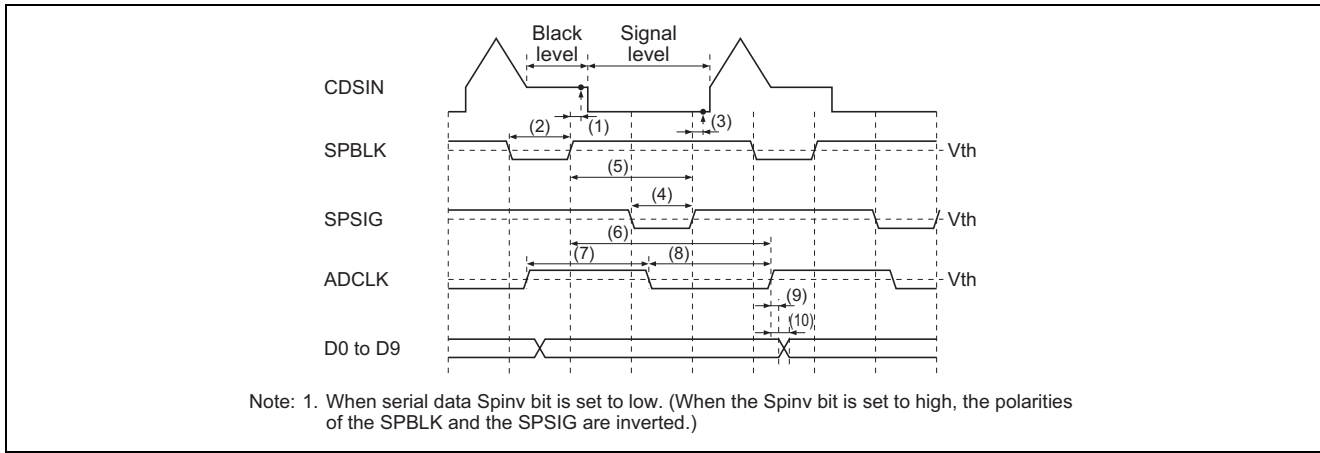 Black level
Signal level
CDSIN
(1)
(3)
(2)
SPBLK
Vth
(5)
(4)
SPSIG
Vth
(6)
(7)
(8)
ADCLK
Vth
(9)
(10)
D0 to D9
Note: 1. When serial data Spinv bit is set to low. (When the Spinv bit is set to high, the polarities
of the SPBLK and the SPSIG are inverted.)